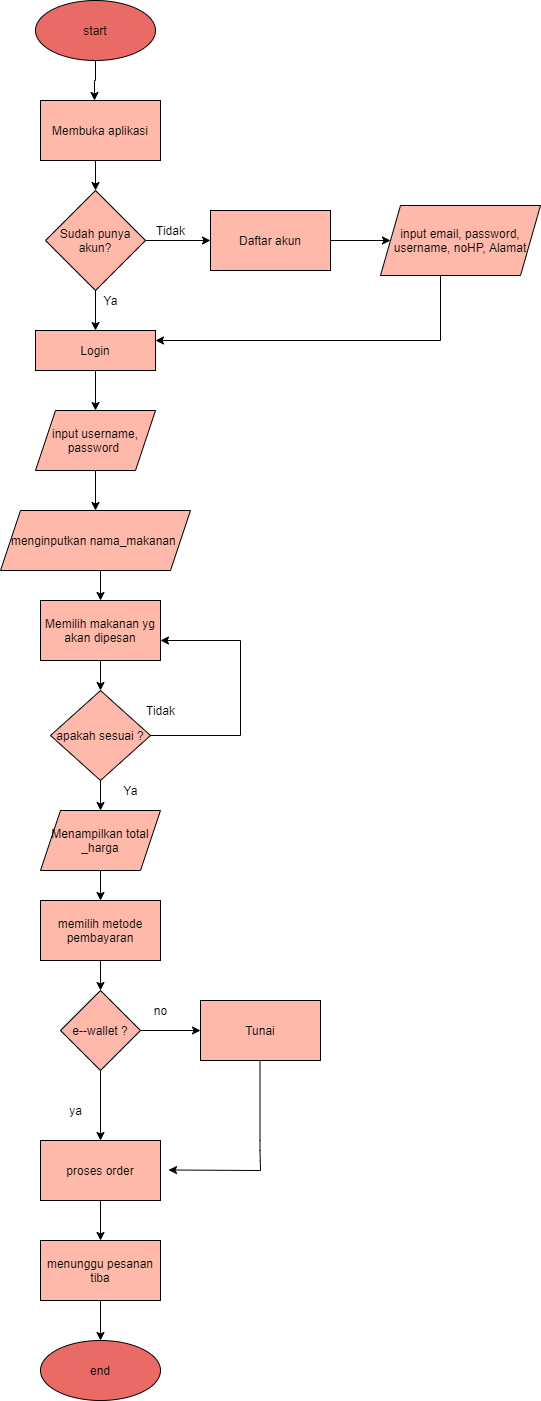 start
Membuka aplikasi
Sudah punya
akun?
Tidak
Daftar akun
input email, password,
username, noHP, Alamat
Ya
Login
input username,
password
menginputkan nama_makanan
Memilih makanan yg
akan dipesan
Tidak
apakah sesuai ?
Ya
Menampilkan total
_harga
memilih metode
pembayaran
no
e--wallet ?
Tunai
ya
proses order
menunggu pesanan
tiba
end